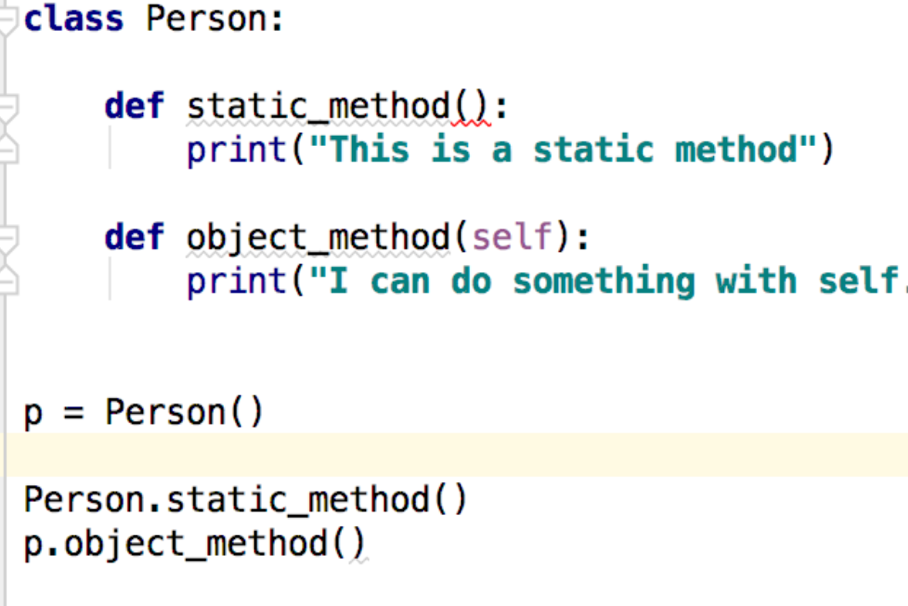 class Person:
    def static_method():
        print("This is a static method")
    def object_method(self):
        print("I can do something with self.
p = Person()
Person.static_method()
p.object_method()